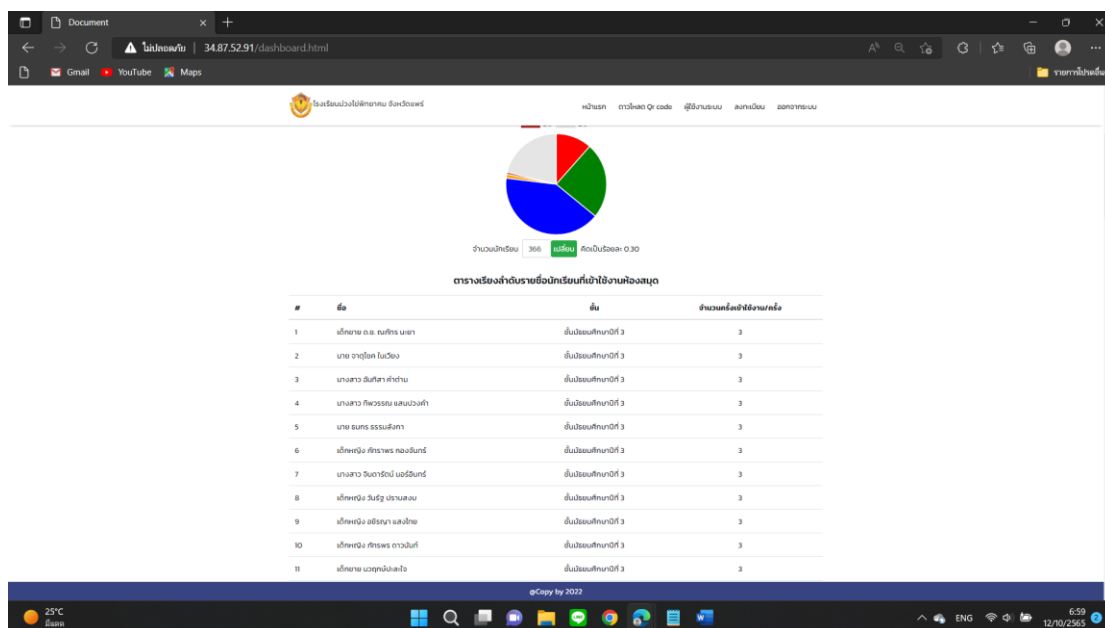 Document
ไม่ปลอดภัย | 34.87.52.91/dashboard.html
Gmail YouTube Maps รายการโปรดอื่น
โรงเรียนม่วงไข่พิทยาคม จังหวัดแพร่
หน้าแรก ดาวโหลด Qr code ผู้ใช้งานระบบ ลงทะเบียน ออกจากระบบ
จำนวนนักเรียน 366 เปลี่ยน คิดเป็นร้อยละ 0.30
ตารางเรียงลำดับรายชื่อนักเรียนที่เข้าใช้งานห้องสมุด
# ชื่อ ชั้น จำนวนครั้งเข้าใช้งาน/ครั้ง
1 เด็กชาย ด.ช. ณภัทร นะยา ชั้นมัธยมศึกษาปีที่ 3 3
2 นาย จาตุโชค ในเวียง ชั้นมัธยมศึกษาปีที่ 3 3
3 นางสาว ฉันทิสา คำต่าน ชั้นมัธยมศึกษาปีที่ 3 3
4 นางสาว ทิพวรรณ แสนปวงคำ ชั้นมัธยมศึกษาปีที่ 3 3
5 นาย ธนกร ธรรมลังกา ชั้นมัธยมศึกษาปีที่ 3 3
6 เด็กหญิง ภัทราพร กองจันทร์ ชั้นมัธยมศึกษาปีที่ 3 3
7 นางสาว จินดารัตน์ นอร์อินทร์ ชั้นมัธยมศึกษาปีที่ 3 3
8 เด็กหญิง วันรัฐ ปราบสงบ ชั้นมัธยมศึกษาปีที่ 3 3
9 เด็กหญิง อชิรญา แสงไทย ชั้นมัธยมศึกษาปีที่ 3 3
10 เด็กหญิง ภัทรพร ดาวนันท์ ชั้นมัธยมศึกษาปีที่ 3 3
11 เด็กชาย นวฤกษ์ปะละใจ ชั้นมัธยมศึกษาปีที่ 3 3
@Copy by 2022
25°C
มีแดด
ENG
6:59
12/10/2565 2